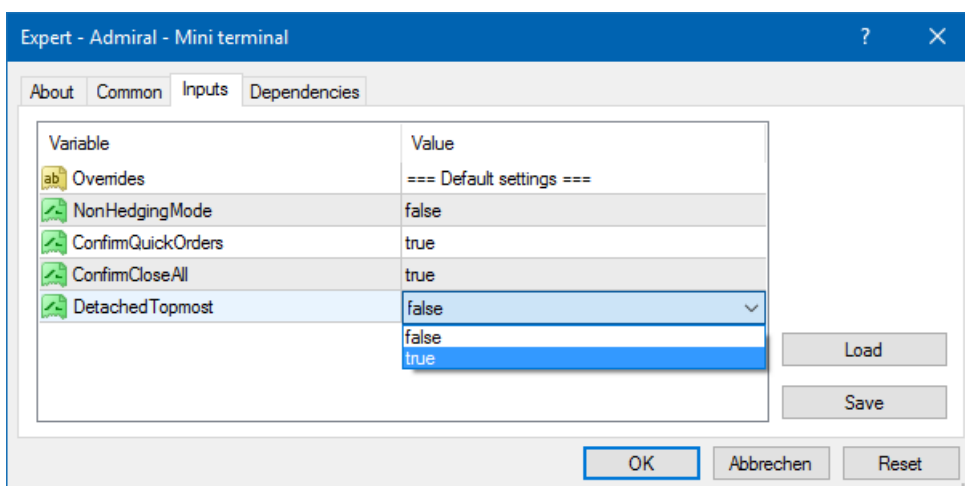 Expert - Admiral - Mini terminal ? ×
About Common Inputs Dependencies
Variable Value
ab Overrides === Default settings ===
NonHedgingMode false
ConfirmQuickOrders true
ConfirmCloseAll true
DetachedTopmost false
false
true
Load
Save
OK Abbrechen Reset